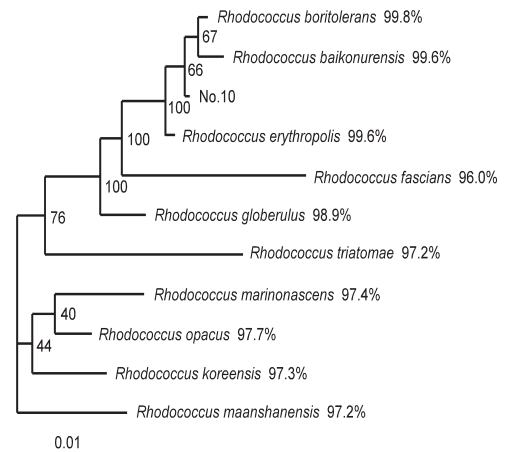 Rhodococcus boritolerans 99.8%
67
Rhodococcus baikonurensis 99.6%
66
No.10
100
Rhodococcus erythropolis 99.6%
100
Rhodococcus fascians 96.0%
100
Rhodococcus globerulus 98.9%
76
Rhodococcus triatomae 97.2%
Rhodococcus marinonascens 97.4%
40
Rhodococcus opacus 97.7%
44
Rhodococcus koreensis 97.3%
Rhodococcus maanshanensis 97.2%
0.01